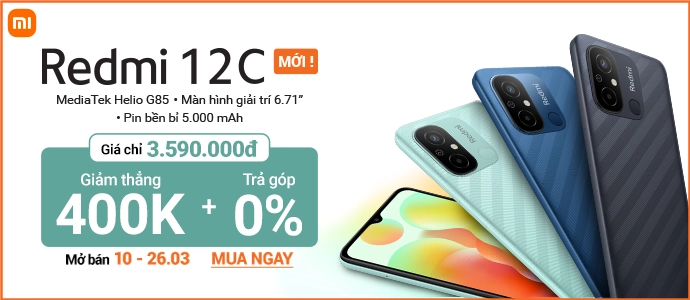 mi
Redmi 12C MỚI !
MediaTek Helio G85 • Màn hình giải trí 6.71”
• Pin bền bỉ 5.000 mAh
Giá chỉ 3.590.000đ
Giảm thẳng Trả góp
400K + 0%
Mở bán 10 - 26.03 MUA NGAY
Redmi
Redmi
Redmi